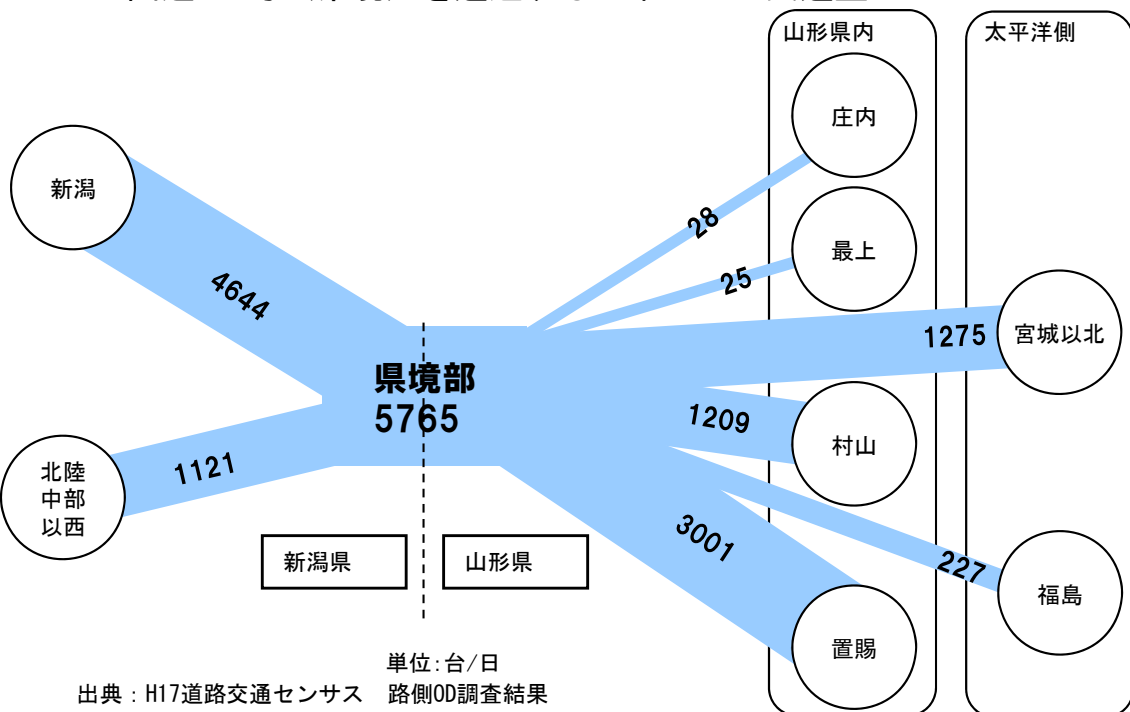 山形県内
太平洋側
庄内
新潟
28
最上
25
4644
1275
宮城以北
県境部
5765
1209
村山
北陸
中部
以西
1121
3001
227
新潟県
山形県
福島
置賜
単位:台/日
出典:H17道路交通センサス 路側OD調査結果